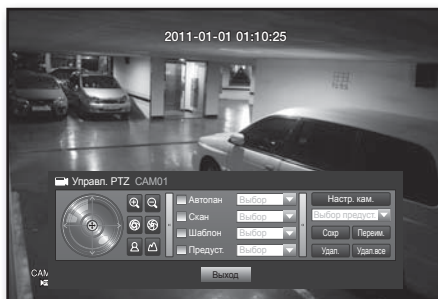 2011-01-01 01:10:25
Управл. PTZ CAM01
Автопан Выбор
Настр. кам.
Скан Выбор
Выбор предуст.
Шаблон Выбор
Сохр Переим.
Предуст. Выбор
Удал. Удал.все
Выход
CAM